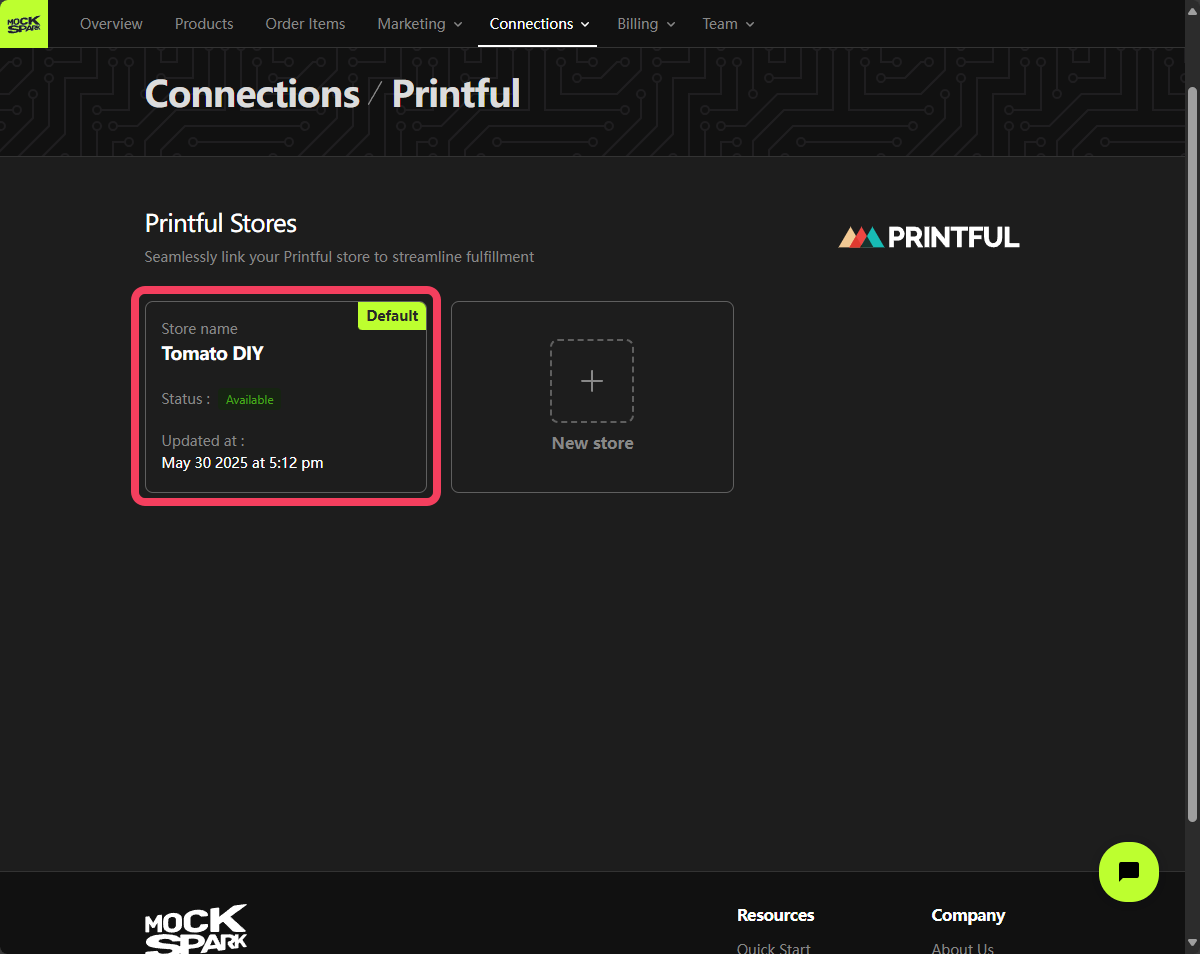 MOCK
SPARK
Overview Products Order Items Marketing Connections Billing Team
Connections / Printful
Printful Stores
Seamlessly link your Printful store to streamline fulfillment
PRINTFUL
Default
Store name
Tomato DIY
Status : Available
Updated at :
May 30 2025 at 5:12 pm
New store
MOCK
SPARK
Resources Company
Quick Start About Us